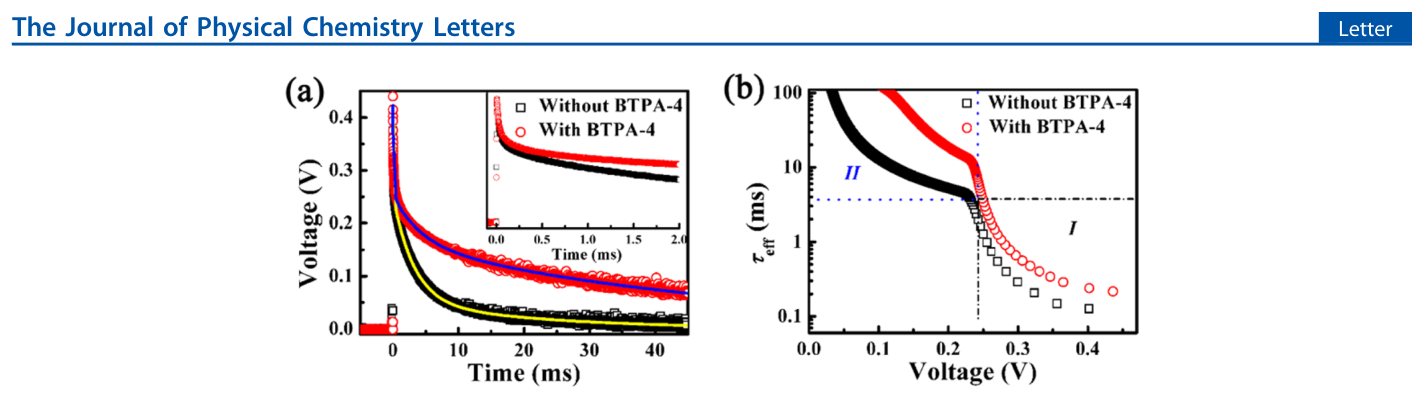 The Journal of Physical Chemistry Letters
Letter
(a)
Without BTPA-4
With BTPA-4
0.4
0.3
0.2
0.1
0.0
Voltage (V)
0.0 0.5 1.0 1.5 2.0
Time (ms)
0 10 20 30 40
Time (ms)
(b)
Without BTPA-4
With BTPA-4
100
10
1
0.1
τeff (ms)
II
I
0.0 0.1 0.2 0.3 0.4
Voltage (V)